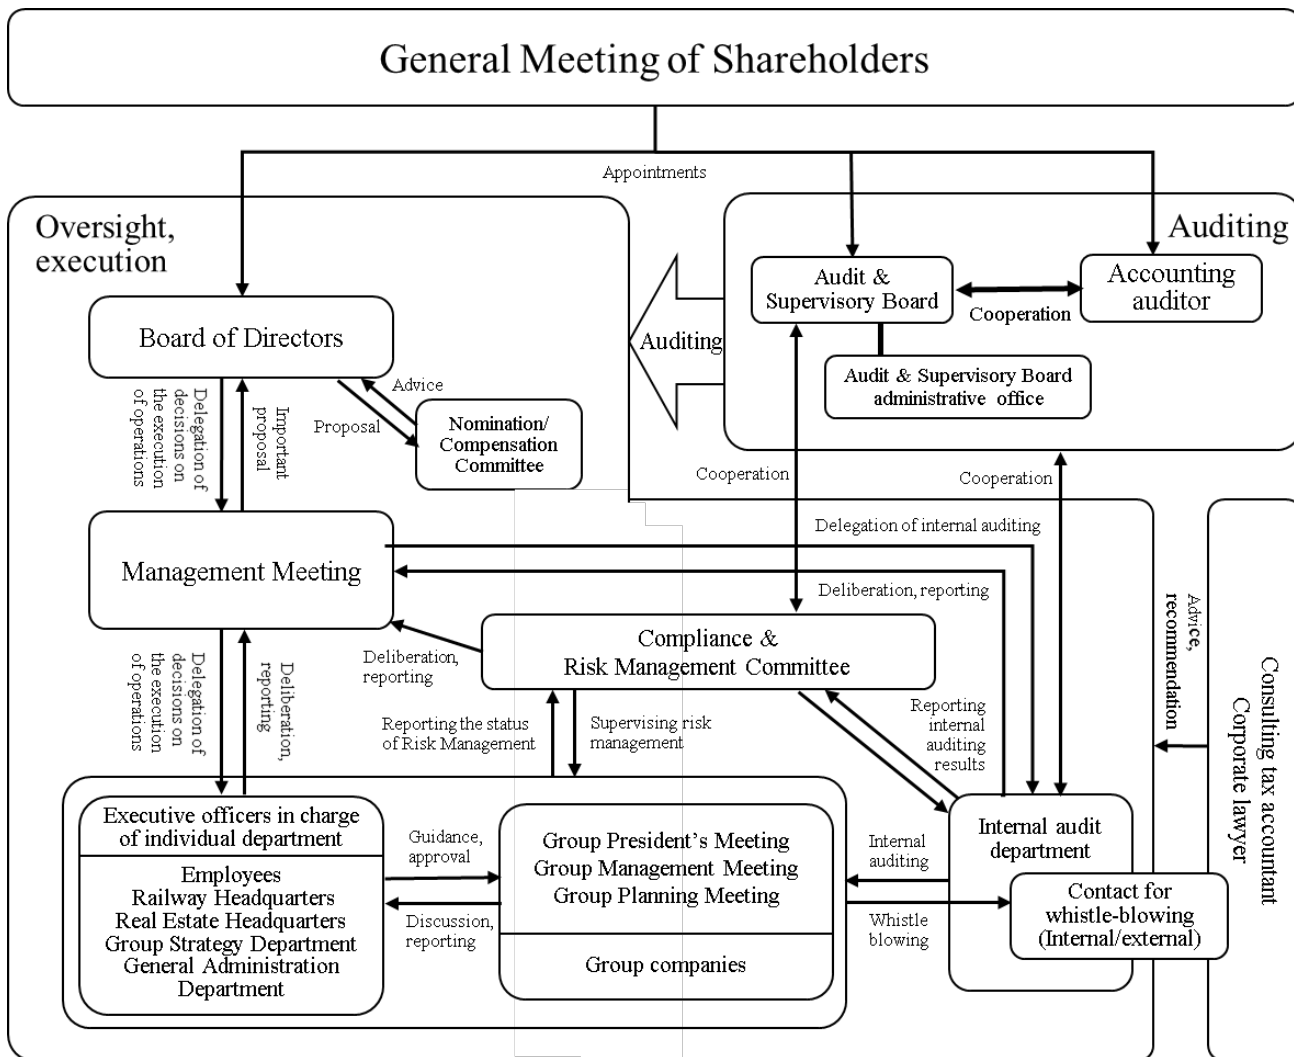 General Meeting of Shareholders
Appointments
Oversight,
execution
Auditing
Board of Directors
Audit &
Supervisory Board
Cooperation
Accounting
auditor
Auditing
Audit & Supervisory Board
administrative office
Delegation of
decisions on
the execution
of operations
Important
proposal
Advice
Proposal
Nomination/
Compensation
Committee
Cooperation
Cooperation
Management Meeting
Delegation of internal auditing
Deliberation, reporting
Compliance &
Risk Management Committee
Deliberation,
reporting
Advice,
recommendation
Consulting tax accountant
Corporate lawyer
Delegation of
decisions on
the execution
of operations
Deliberation,
reporting
Reporting the status
of Risk Management
Supervising risk
management
Reporting
internal
auditing
results
Executive officers in charge
of individual department
Employees
Railway Headquarters
Real Estate Headquarters
Group Strategy Department
General Administration
Department
Guidance,
approval
Discussion,
reporting
Group President's Meeting
Group Management Meeting
Group Planning Meeting
Group companies
Internal
auditing
Whistle
blowing
Internal audit
department
Contact for
whistle-blowing
(Internal/external)